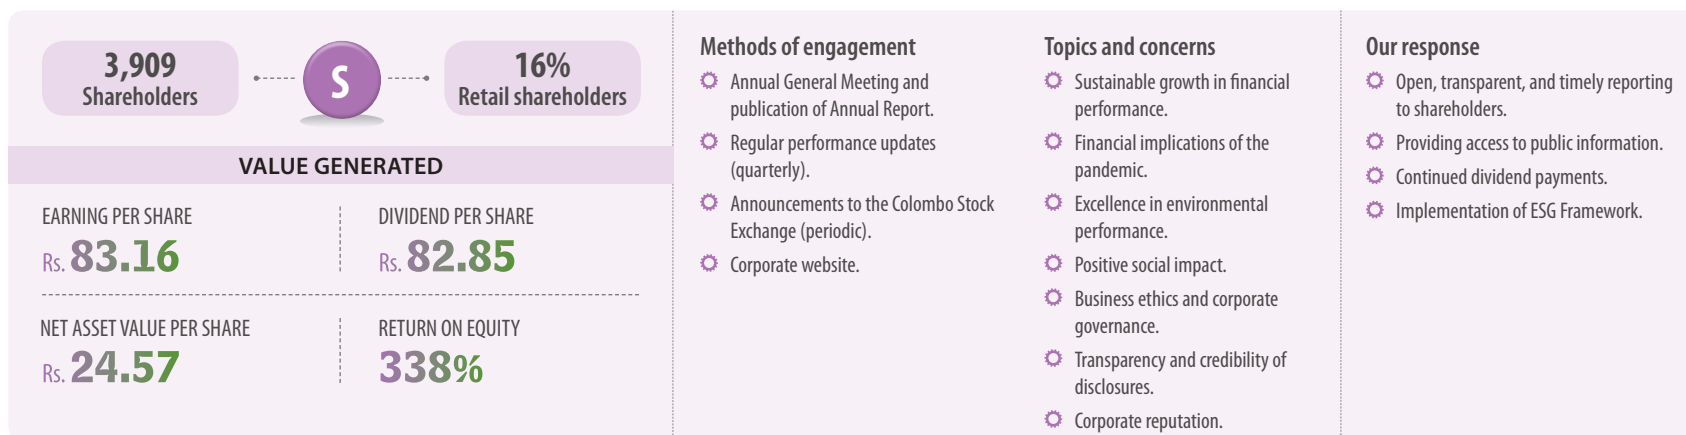 3,909
Shareholders
S
16%
Retail shareholders
VALUE GENERATED
EARNING PER SHARE
Rs. 83.16
DIVIDEND PER SHARE
Rs. 82.85
NET ASSET VALUE PER SHARE
Rs. 24.57
RETURN ON EQUITY
338%
Methods of engagement
Annual General Meeting and
publication of Annual Report.
Regular performance updates
(quarterly).
Announcements to the Colombo Stock
Exchange (periodic).
Corporate website.
Topics and concerns
Sustainable growth in financial
performance.
Financial implications of the
pandemic.
Excellence in environmental
performance.
Positive social impact.
Business ethics and corporate
governance.
Transparency and credibility of
disclosures.
Corporate reputation.
Our response
Open, transparent, and timely reporting
to shareholders.
Providing access to public information.
Continued dividend payments.
Implementation of ESG Framework.